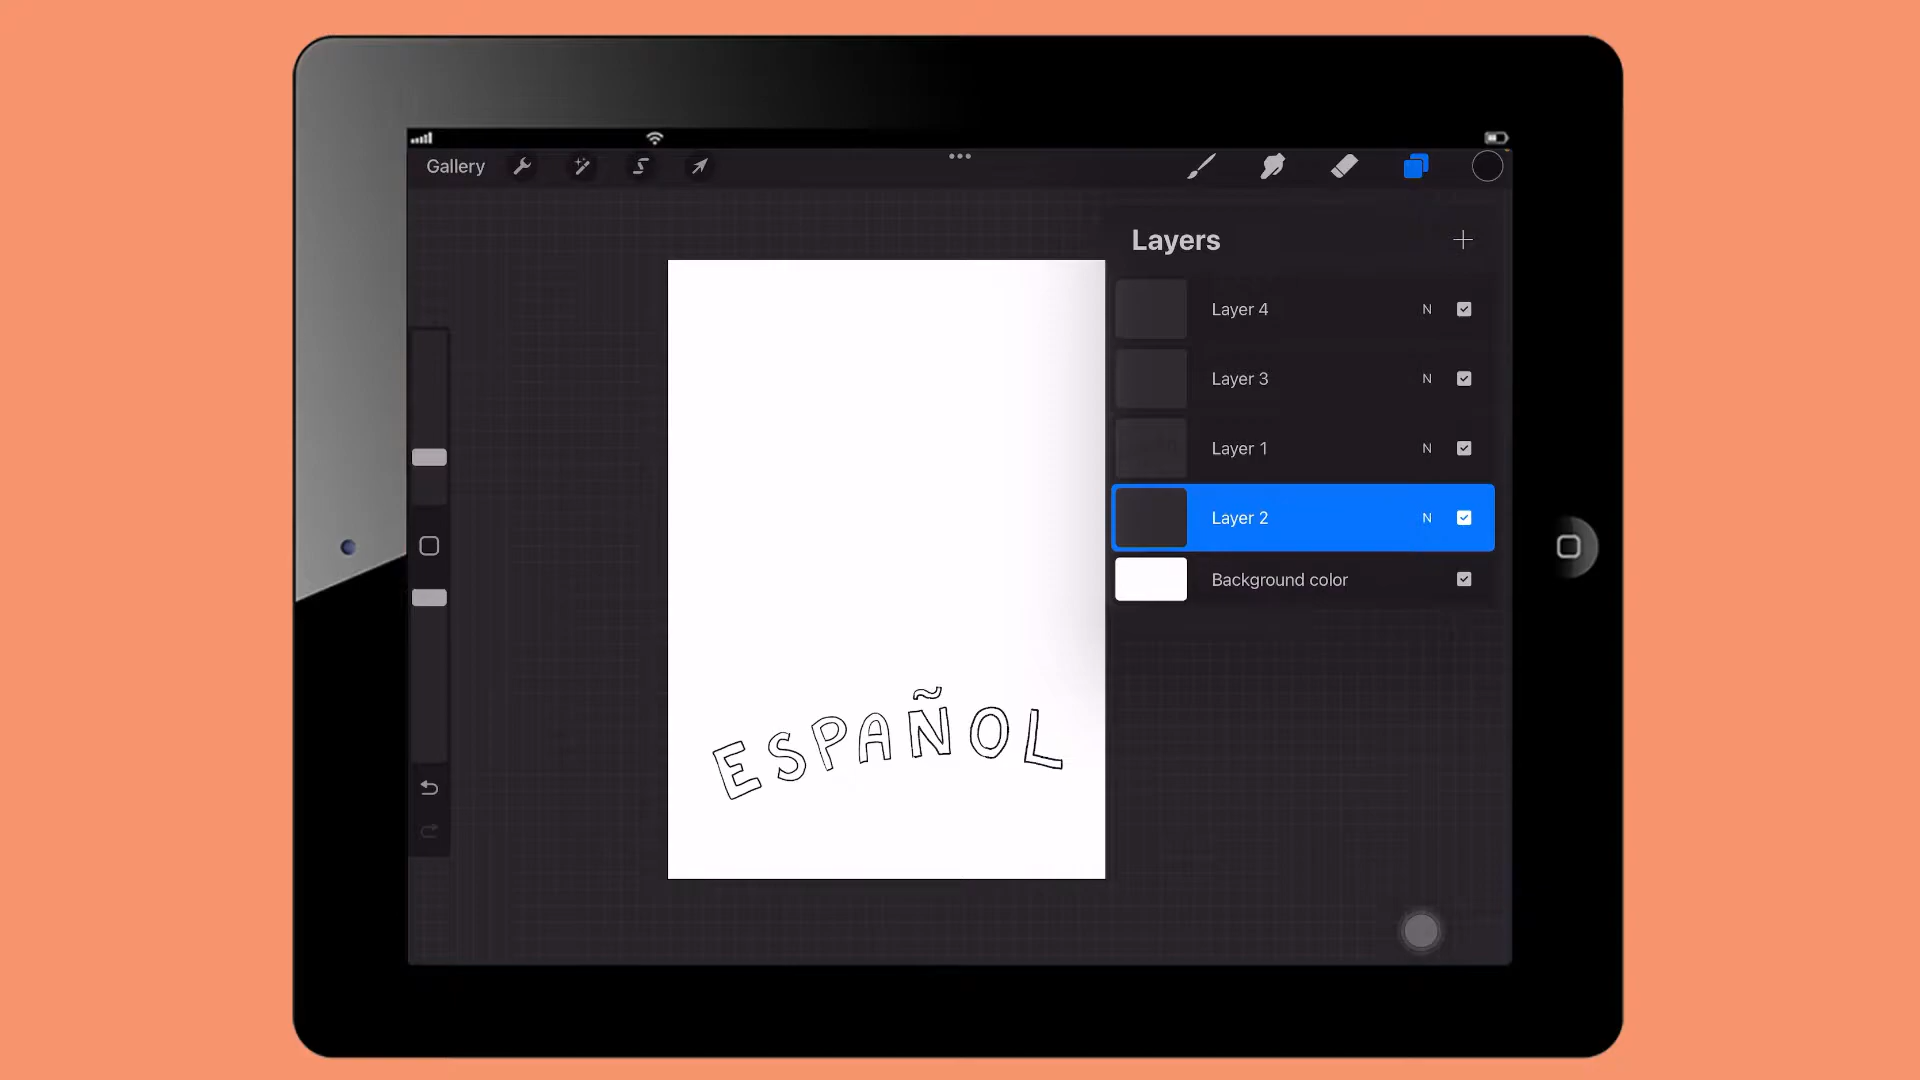 Gallery
Layers
Layer 4 N
Layer 3 N
Layer 1 N
Layer 2 N
Background color
ESPAÑOL